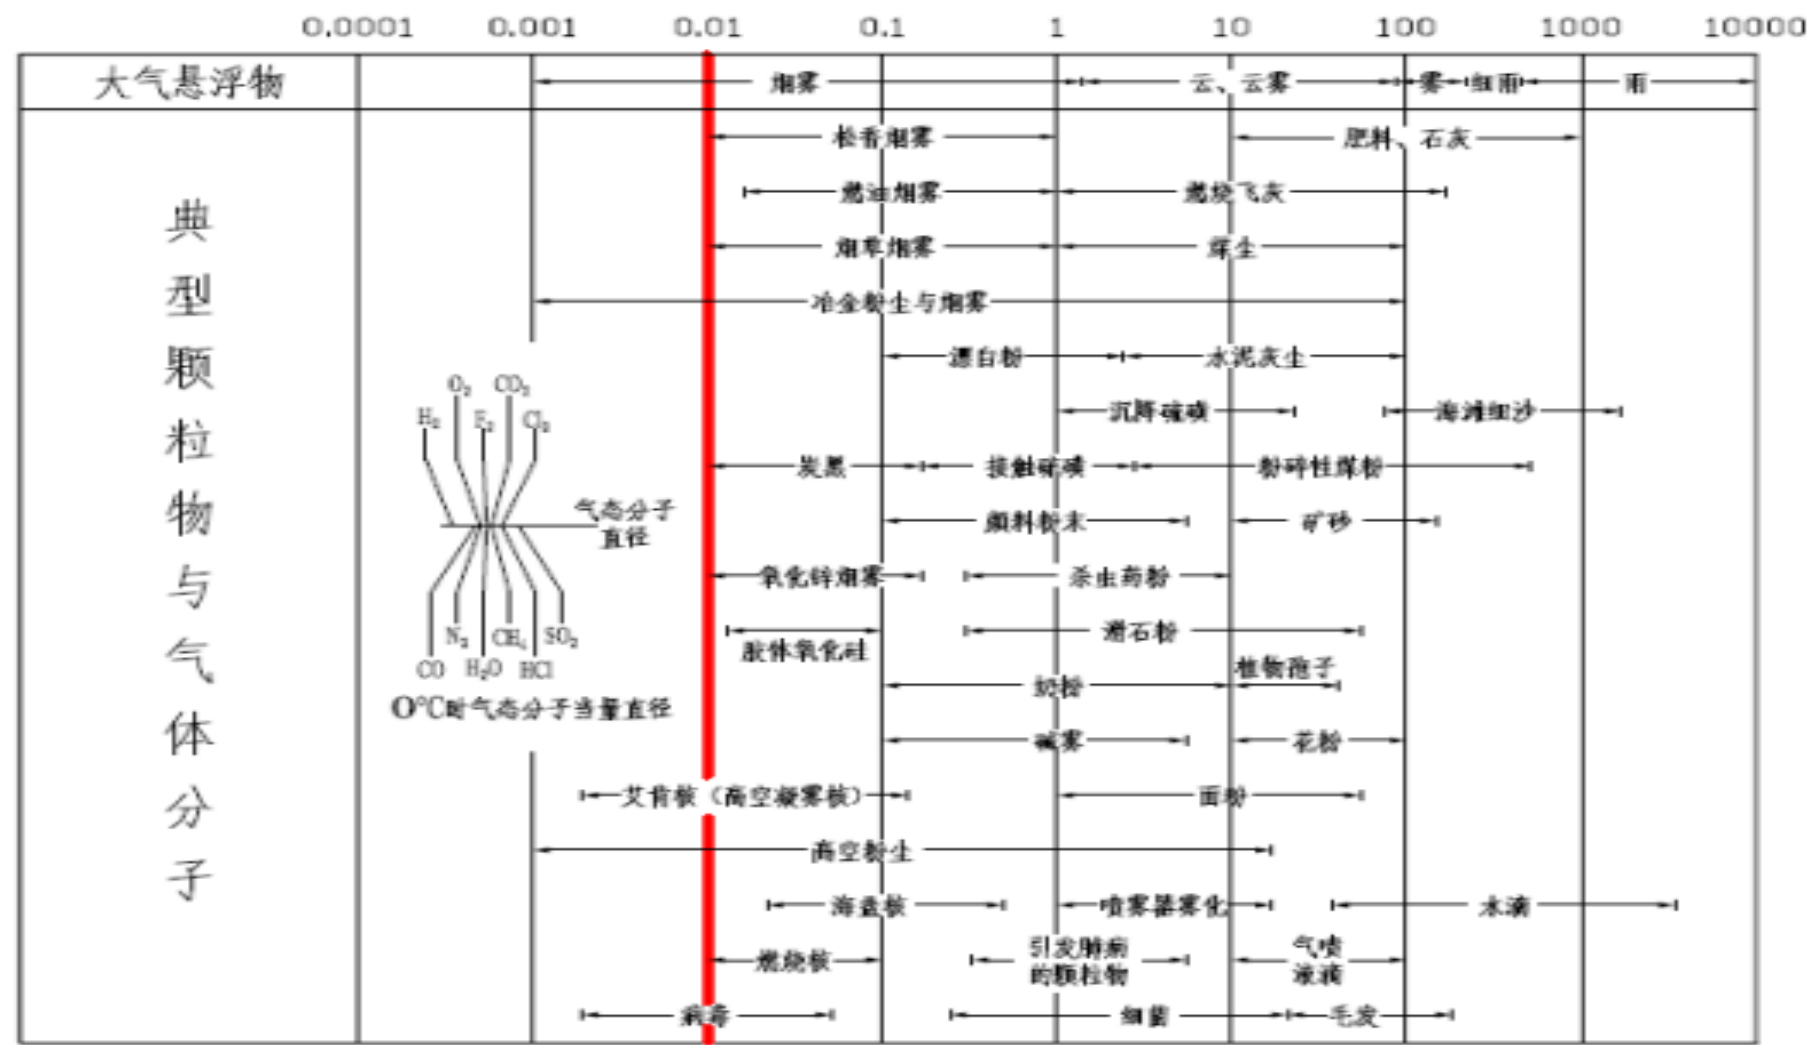 0.0001 0.001 0.01 0.1 1 10 100 1000 10000
大气悬浮物 烟雾 云、云雾 雾 细雨 雨
典型颗粒物与气体分子
松香烟雾 肥料、石灰
燃油烟雾 燃烧飞灰
烟草烟雾 煤尘
冶金粉尘与烟雾
漂白粉 水泥灰尘
沉降硫磺 海滩细沙
炭黑 接触硫磺 粉碎性煤粉
颜料粉末 矿砂
氧化锌烟雾 杀虫药粉
胶体氧化硅 滑石粉
奶粉 植物孢子
碱雾 花粉
艾肯核（高空凝雾核） 面粉
高空粉尘
海盐核 喷雾器雾化 水滴
燃烧核 引发肺病的颗粒物 气喷液滴
病毒 细菌 毛发
O₂ CO₂
H₂ F₂ Cl₂
气态分子
直径
N₂ CH₄ SO₂
CO H₂O HCl
0°C时气态分子当量直径